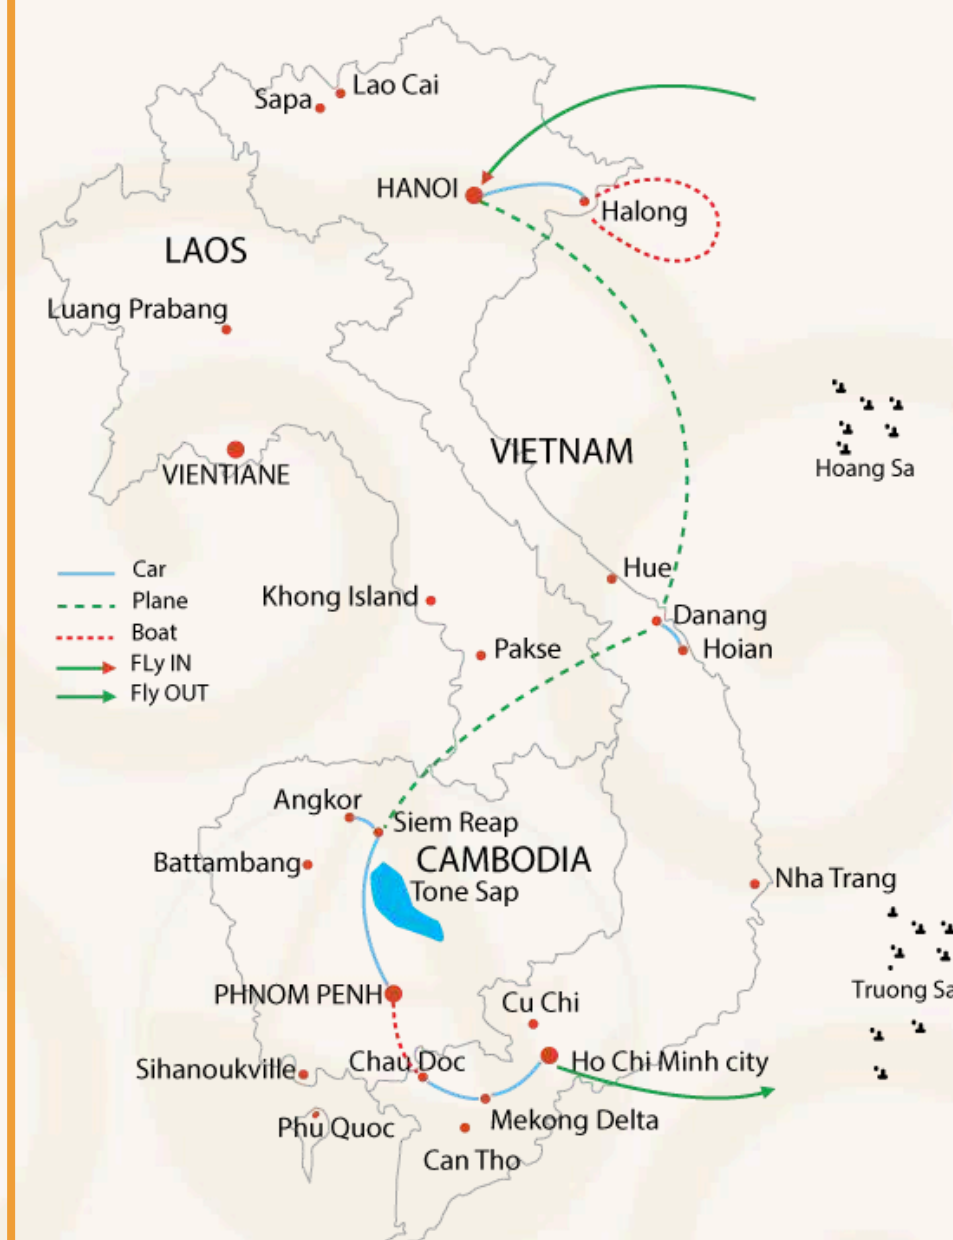 Lao Cai
Sapa
HANOI
Halong
LAOS
Luang Prabang
VIETNAM
Hoang Sa
VIENTIANE
Car
Plane
Boat
FLy IN
Fly OUT
Hue
Khong Island
Danang
Pakse
Hoian
Angkor
Siem Reap
Battambang
CAMBODIA
Tone Sap
Nha Trang
PHNOM PENH
Truong Sa
Cu Chi
Chau Doc
Ho Chi Minh city
Sihanoukville
Phu Quoc
Mekong Delta
Can Tho